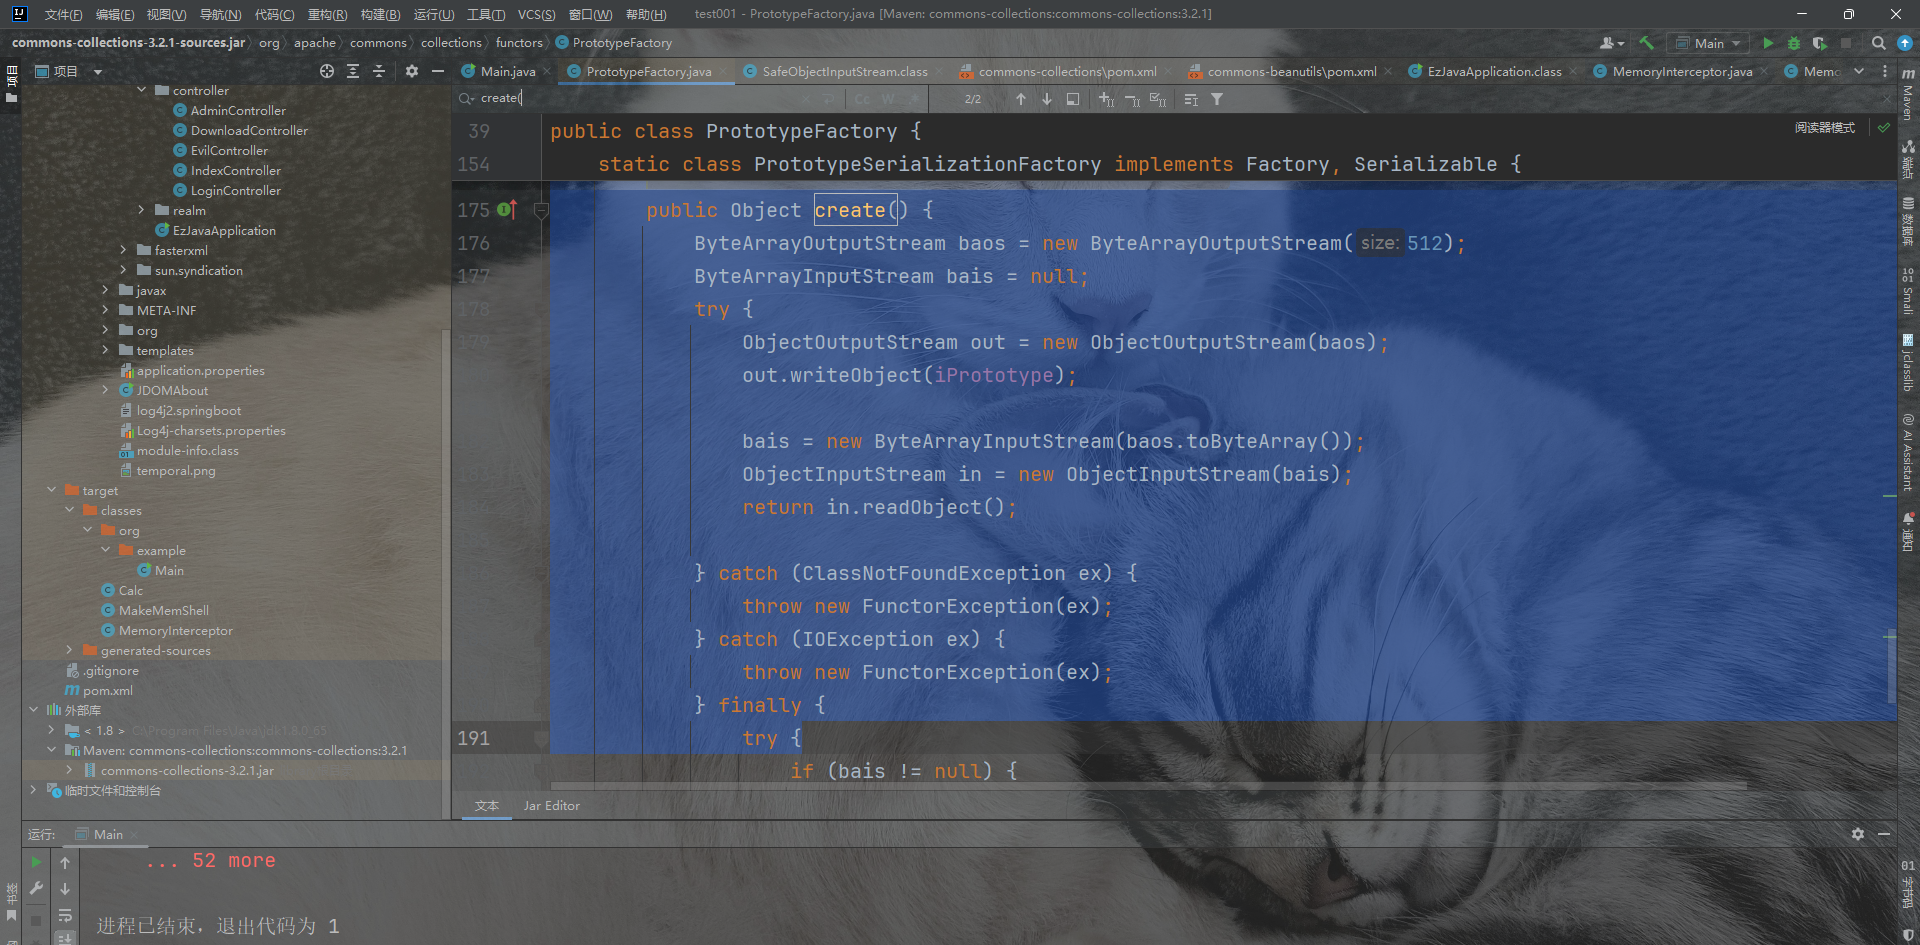 文件(F) 编辑(E) 视图(V) 导航(N) 代码(C) 重构(R) 构建(B) 运行(U) 工具(T) VCS(S) 窗口(W) 帮助(H) test001 - PrototypeFactory.java [Maven: commons-collections:commons-collections:3.2.1]
commons-collections-3.2.1-sources.jar org apache commons collections functors PrototypeFactory Main
项目
Main.java PrototypeFactory.java SafeObjectInputStream.class commons-collections\pom.xml commons-beanutils\pom.xml EzJavaApplication.class MemoryInterceptor.java Memo
create( Cc W 2/2
项目
controller
AdminController
DownloadController
EvilController
IndexController
LoginController
realm
EzJavaApplication
fasterxml
sun.syndication
javax
META-INF
org
templates
application.properties
JDOMAbout
log4j2.springboot
Log4j-charsets.properties
module-info.class
temporal.png
target
classes
org
example
Main
Calc
MakeMemShell
MemoryInterceptor
generated-sources
.gitignore
pom.xml
外部库
< 1.8 > C:\Program Files\Java\jdk1.8.0_65
Maven: commons-collections:commons-collections:3.2.1
commons-collections-3.2.1.jar
临时文件和控制台
阅读器模式
39 public class PrototypeFactory {
154 static class PrototypeSerializationFactory implements Factory, Serializable {
175 public Object create() {
176 ByteArrayOutputStream baos = new ByteArrayOutputStream( size: 512);
177 ByteArrayInputStream bais = null;
178 try {
179 ObjectOutputStream out = new ObjectOutputStream(baos);
out.writeObject(iPrototype);
bais = new ByteArrayInputStream(baos.toByteArray());
ObjectInputStream in = new ObjectInputStream(bais);
return in.readObject();
} catch (ClassNotFoundException ex) {
throw new FunctorException(ex);
} catch (IOException ex) {
throw new FunctorException(ex);
} finally {
191 try {
if (bais != null) {
文本 Jar Editor
Maven
端点
数据库
Smali
jclasslib
AI Assistant
通知
字节码
书签
运行: Main
... 52 more
进程已结束，退出代码为 1